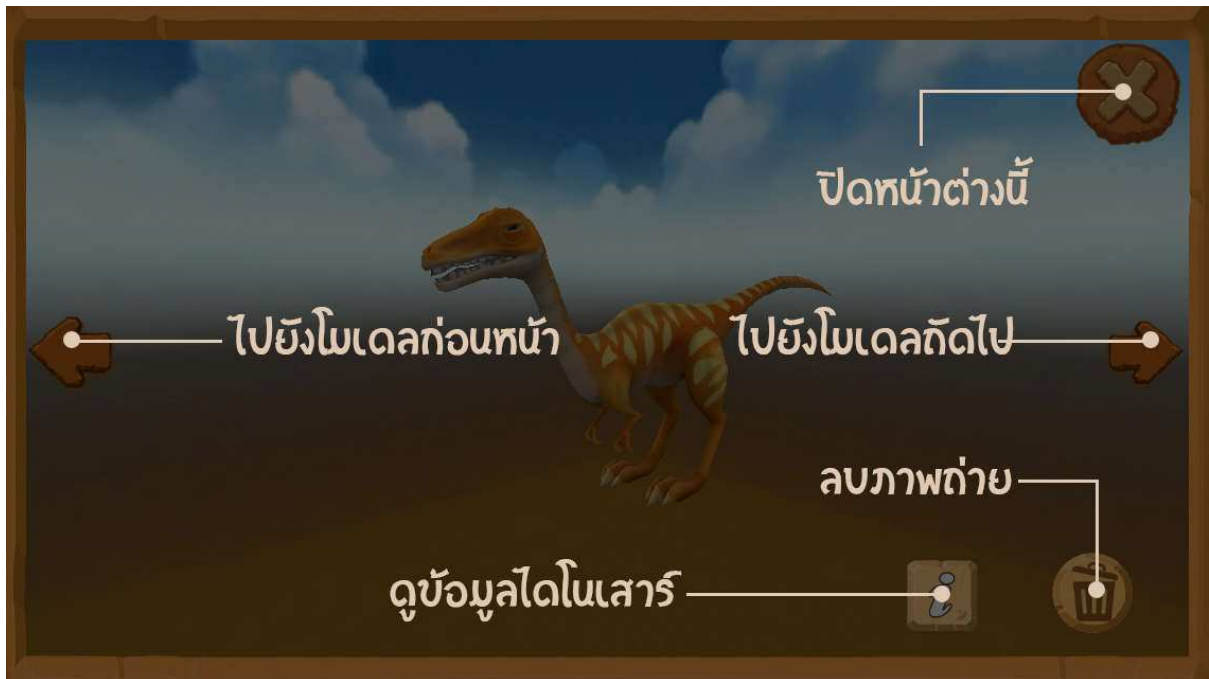 ปิดหน้าต่างนี้
ไปยังโมเดลก่อนหน้า
ไปยังโมเดลถัดไป
ลบภาพถ่าย
ดูข้อมูลไดโนเสาร์
i